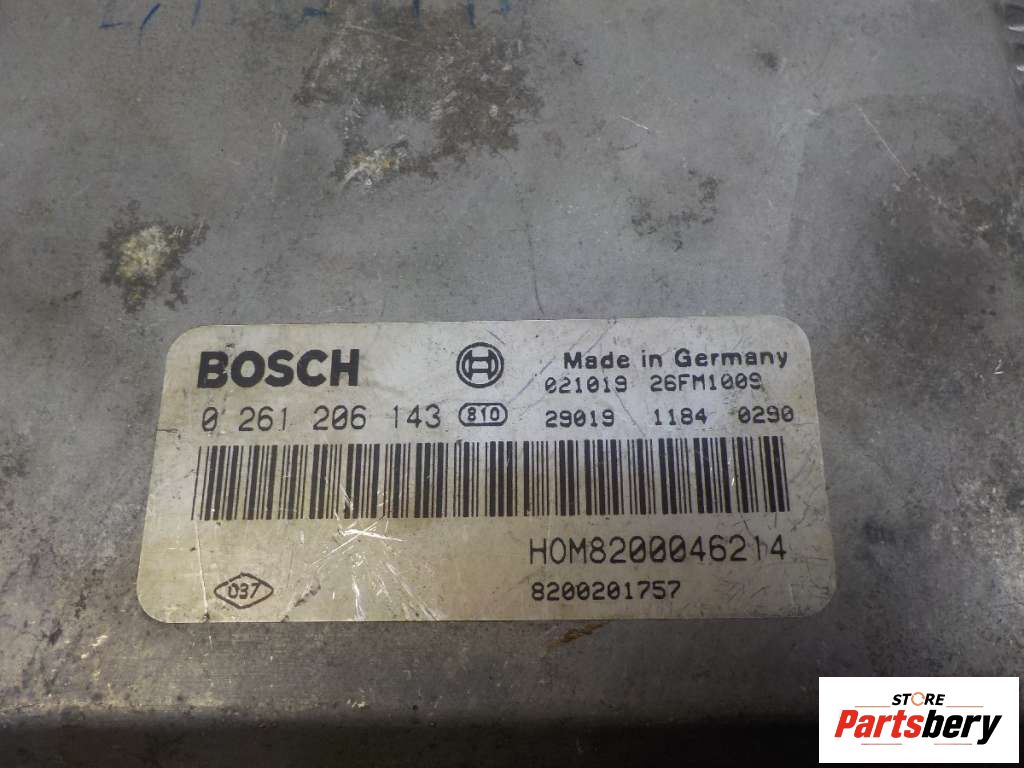 BOSCH
Made in Germany
021019 26FM1009
0 261 206 143 810 29019 1184 0290
HOM8200046214
037
8200201757
STORE
Partsbery